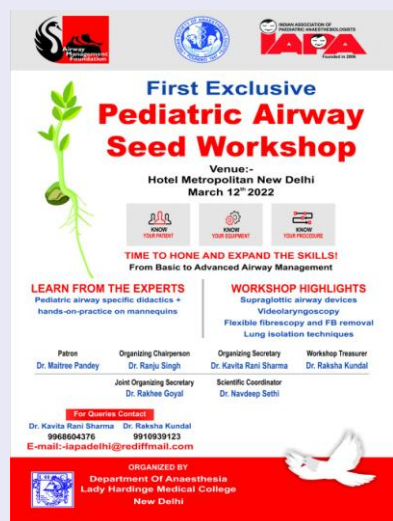 Airway
Management
Foundation
INDIAN ASSOCIATION OF
PAEDIATRIC ANAESTHESIOLOGISTS
IAPA
Founded in 2006
First Exclusive
Pediatric Airway
Seed Workshop
Venue:-
Hotel Metropolitan New Delhi
March 12th 2022
KNOW
YOUR PATIENT
KNOW
YOUR EQUIPMENT
KNOW
YOUR PROCEDURE
TIME TO HONE AND EXPAND THE SKILLS!
From Basic to Advanced Airway Management
LEARN FROM THE EXPERTS
Pediatric airway specific didactics +
hands-on-practice on mannequins
WORKSHOP HIGHLIGHTS
Supraglottic airway devices
Videolaryngoscopy
Flexible fibrescopy and FB removal
Lung isolation techniques
Patron
Dr. Maitree Pandey
Organizing Chairperson
Dr. Ranju Singh
Organizing Secretary
Dr. Kavita Rani Sharma
Workshop Treasurer
Dr. Raksha Kundal
Joint Organizing Secretary
Dr. Rakhee Goyal
Scientific Coordinator
Dr. Navdeep Sethi
For Queries Contact
Dr. Kavita Rani Sharma Dr. Raksha Kundal
9968604376 9910939123
E-mail:-iapadelhi@rediffmail.com
ORGANIZED BY
Department Of Anaesthesia
Lady Hardinge Medical College
New Delhi